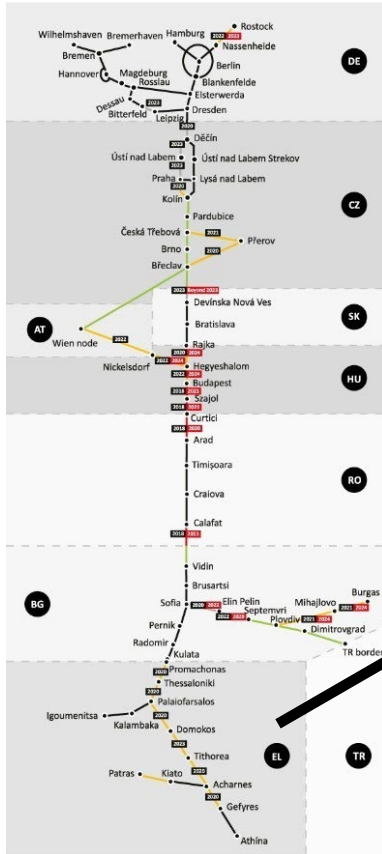 Rostock
Hamburg
2022 2023
Wilhelmshaven
Bremerhaven
Nassenheide
Bremen
Berlin
DE
Hannover
Magdeburg
Rosslau
Blankenfelde
Elsterwerda
Dessau
2023
Bitterfeld
Dresden
Leipzig
2020
Děčín
2023
Ústí nad Labem
Ústí nad Labem Strekov
2023
Praha
Lysá nad Labem
2020
Kolín
CZ
Pardubice
Česká Třebová
2021
Přerov
Brno
2020
Břeclav
2023 Beyond 2023
Devínska Nová Ves
SK
AT
Bratislava
Wien node
2022
Rajka
2020 2024
Nickelsdorf
2022 2024
Hegyeshalom
2022 2024
HU
Budapest
Szajol
Curtici
2018
Arad
Timișoara
RO
Craiova
Calafat
2018
Vidin
Brusartsi
BG
Sofia
2020 2022
Elin Pelin
Burgas
Mihajlovo
2021 2024
Septemvri
2022
Plovdiv
2021 2024
Pernik
Dimitrovgrad
Radomir
TR border
Kulata
Promachonas
2020
Thessaloniki
2020
Palaiofarsalos
Igoumenitsa
2020
Kalambaka
Domokos
2023
EL
TR
Tithorea
Patras
Kiato
2023
Acharnes
2020
Gefyres
Athína